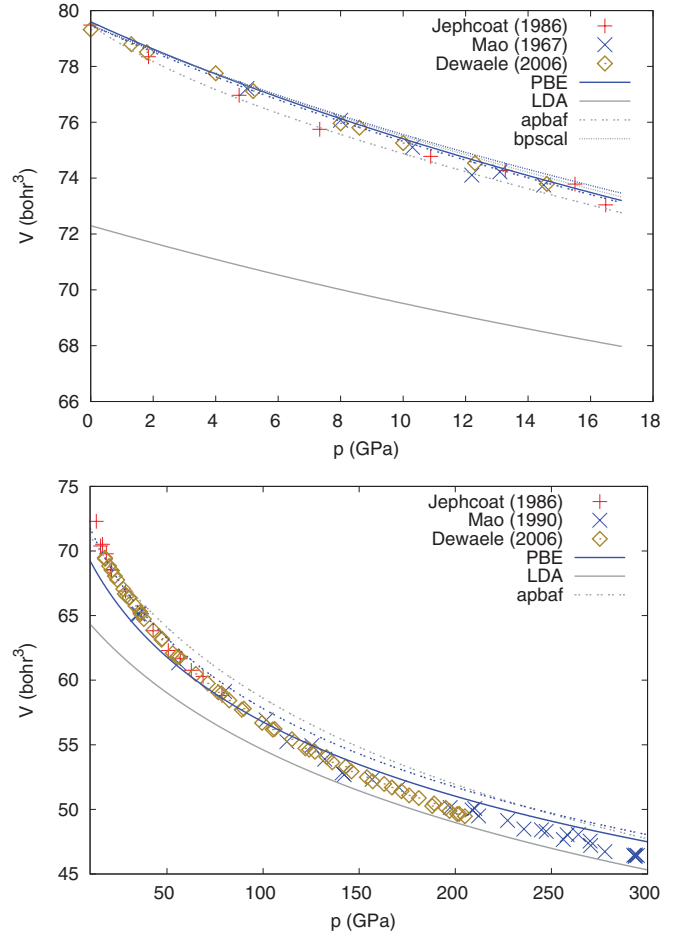 80
78
76
74
72
70
68
66
V (bohr³)
0
2
4
6
8
10
12
14
16
18
p (GPa)
Jephcoat (1986)
Mao (1967)
Dewaele (2006)
PBE
LDA
apbaf
bpscal
75
70
65
60
55
50
45
V (bohr³)
50
100
150
200
250
300
p (GPa)
Jephcoat (1986)
Mao (1990)
Dewaele (2006)
PBE
LDA
apbaf